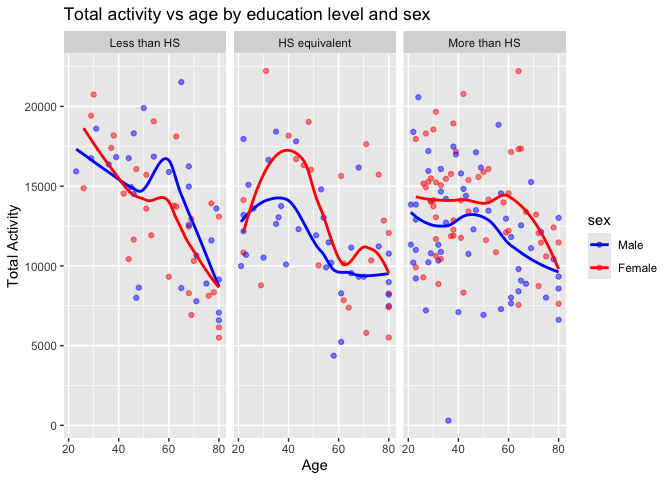 Total activity vs age by education level and sex
Less than HS
HS equivalent
More than HS
Total Activity
20000
15000
10000
5000
0
20 40 60 80
20 40 60 80
20 40 60 80
Age
sex
Male
Female